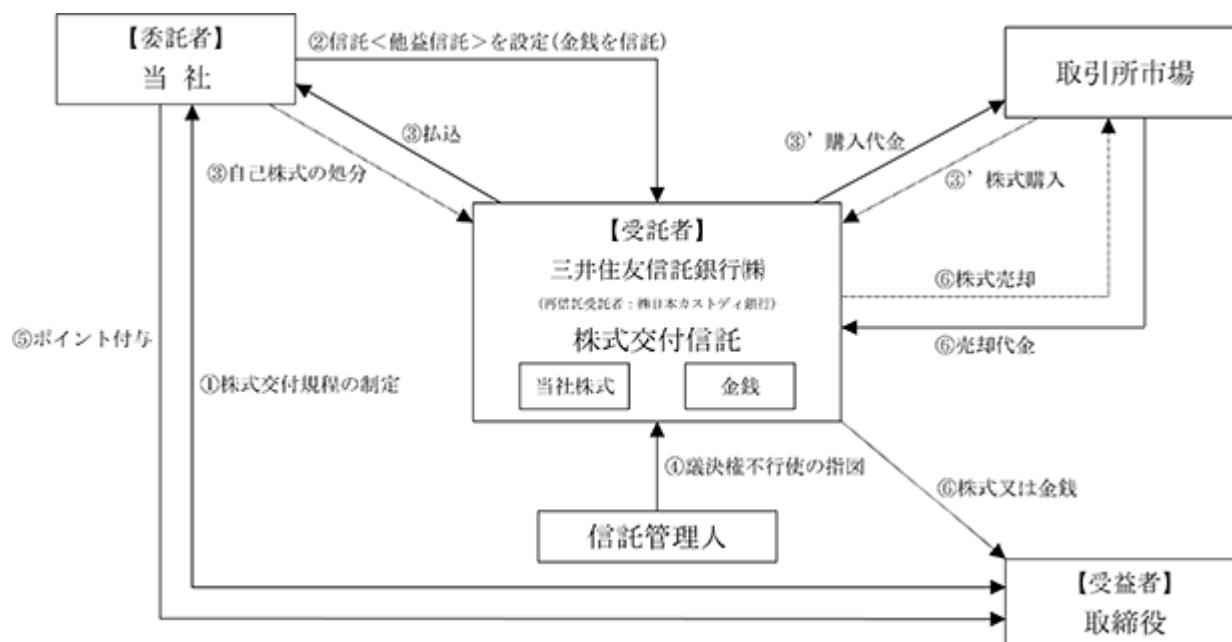 【委託者】
当 社
②信託＜他益信託＞を設定(金銭を信託)
取引所市場
③払込
③自己株式の処分
③’購入代金
③’株式購入
【受託者】
三井住友信託銀行㈱
(再信託受託者：㈱日本カストディ銀行)
株式交付信託
当社株式
金銭
⑥株式売却
⑥売却代金
⑤ポイント付与
①株式交付規程の制定
④議決権不行使の指図
⑥株式又は金銭
信託管理人
【受益者】
取締役